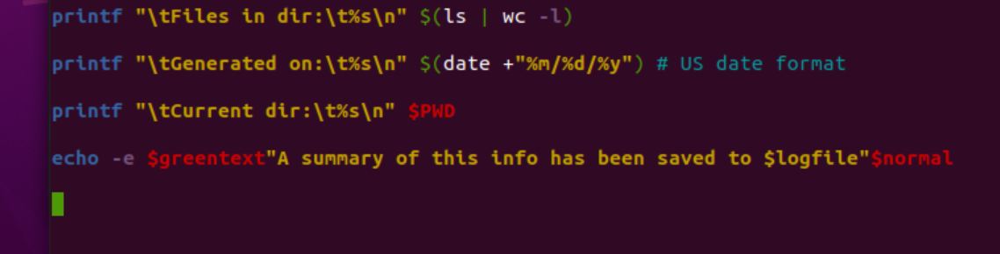 printf "\tFiles in dir:\t%s\n" $(ls | wc -l)
printf "\tGenerated on:\t%s\n" $(date +"%m/%d/%y") # US date format
printf "\tCurrent dir:\t%s\n" $PWD
echo -e $greentext"A summary of this info has been saved to $logfile"$normal